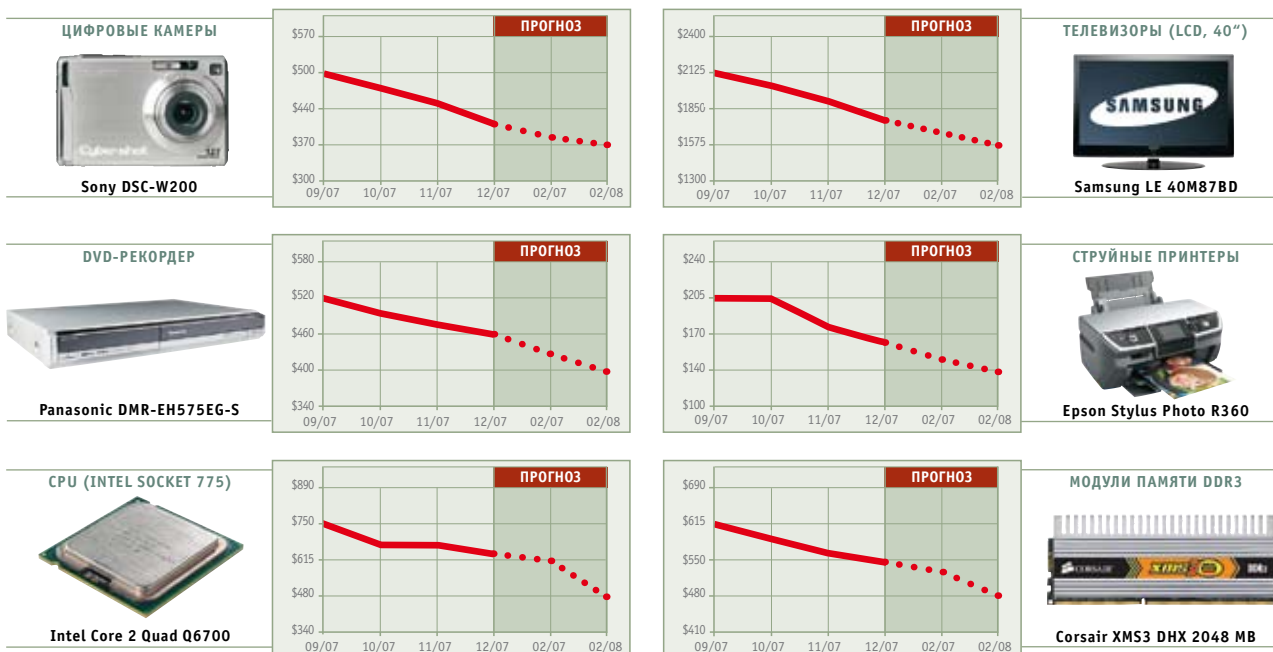 ЦИФРОВЫЕ КАМЕРЫ
Cyber-shot
Sony DSC-W200
ПРОГНОЗ
$570
$500
$440
$370
$300
09/07 10/07 11/07 12/07 02/07 02/08
ПРОГНОЗ
$2400
$2125
$1850
$1575
$1300
09/07 10/07 11/07 12/07 02/07 02/08
ТЕЛЕВИЗОРЫ (LCD, 40“)
SAMSUNG
Samsung LE 40M87BD
DVD-РЕКОРДЕР
Panasonic DMR-EH575EG-S
ПРОГНОЗ
$580
$520
$460
$400
$340
09/07 10/07 11/07 12/07 02/07 02/08
ПРОГНОЗ
$240
$205
$170
$140
$100
09/07 10/07 11/07 12/07 02/07 02/08
СТРУЙНЫЕ ПРИНТЕРЫ
Epson Stylus Photo R360
CPU (INTEL SOCKET 775)
Intel Core 2 Quad Q6700
ПРОГНОЗ
$890
$750
$615
$480
$340
09/07 10/07 11/07 12/07 02/07 02/08
ПРОГНОЗ
$690
$615
$550
$480
$410
09/07 10/07 11/07 12/07 02/07 02/08
МОДУЛИ ПАМЯТИ DDR3
CORSAIR
Corsair XMS3 DHX 2048 MB